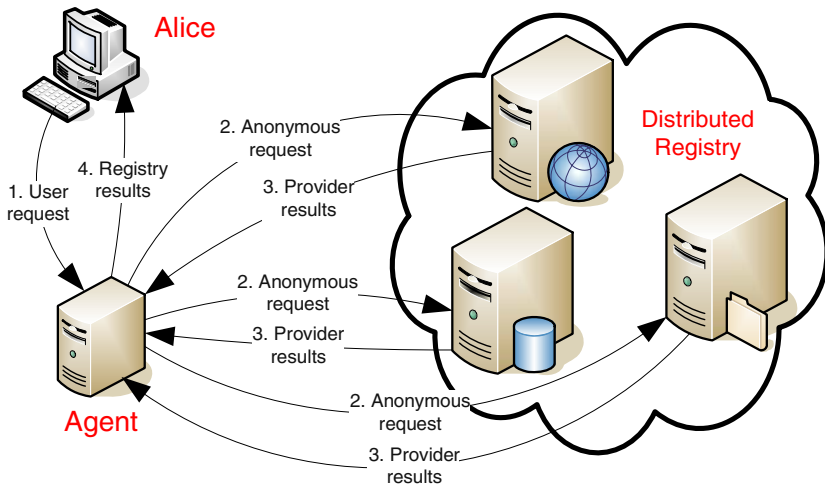 Alice
Distributed
Registry
2. Anonymous
request
4. Registry
results
1. User
request
3. Provider
results
2. Anonymous
request
3. Provider
results
Agent
2. Anonymous
request
3. Provider
results